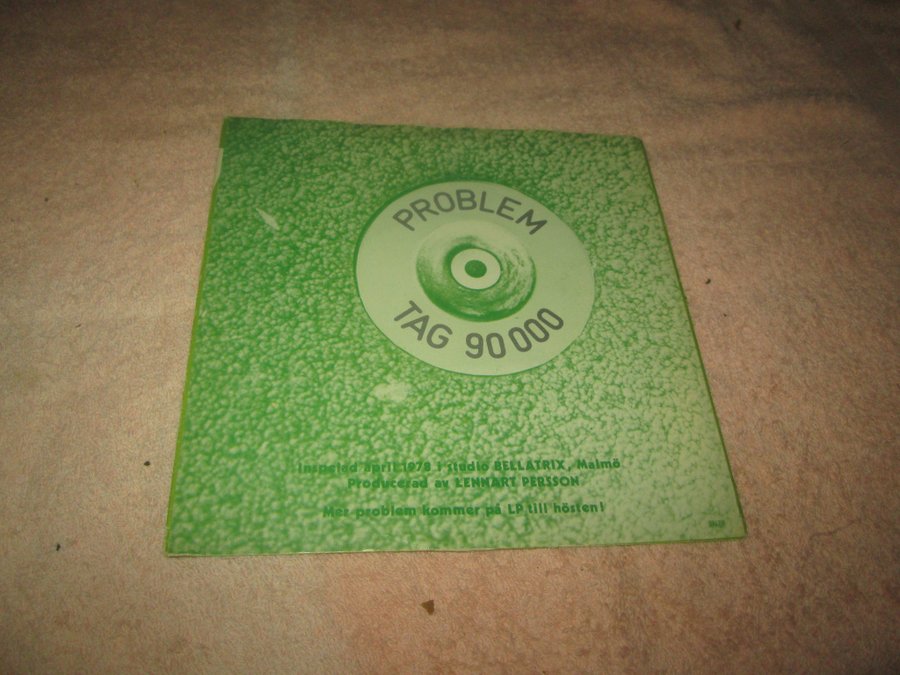 PROBLEM
TAG 90 000
Inspelad april 1978 i studio BELLATRIX, Malmö
Producerad av LENNART PERSSON
Mer problem kommer på LP till hösten!